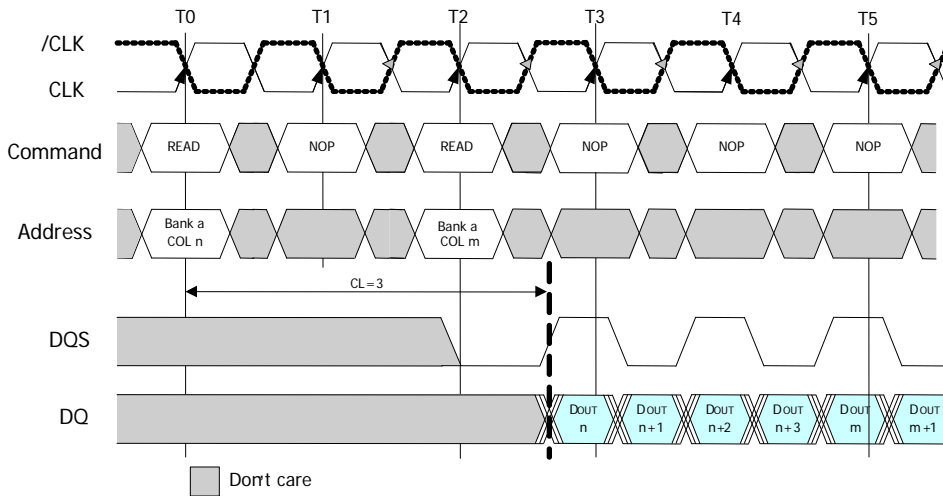 T0 T1 T2 T3 T4 T5
/CLK
CLK
Command READ NOP READ NOP NOP NOP
Address Bank a COL n Bank a COL m
CL=3
DQS
DQ DOUT n DOUT n+1 DOUT n+2 DOUT n+3 DOUT m DOUT m+1
Don't care